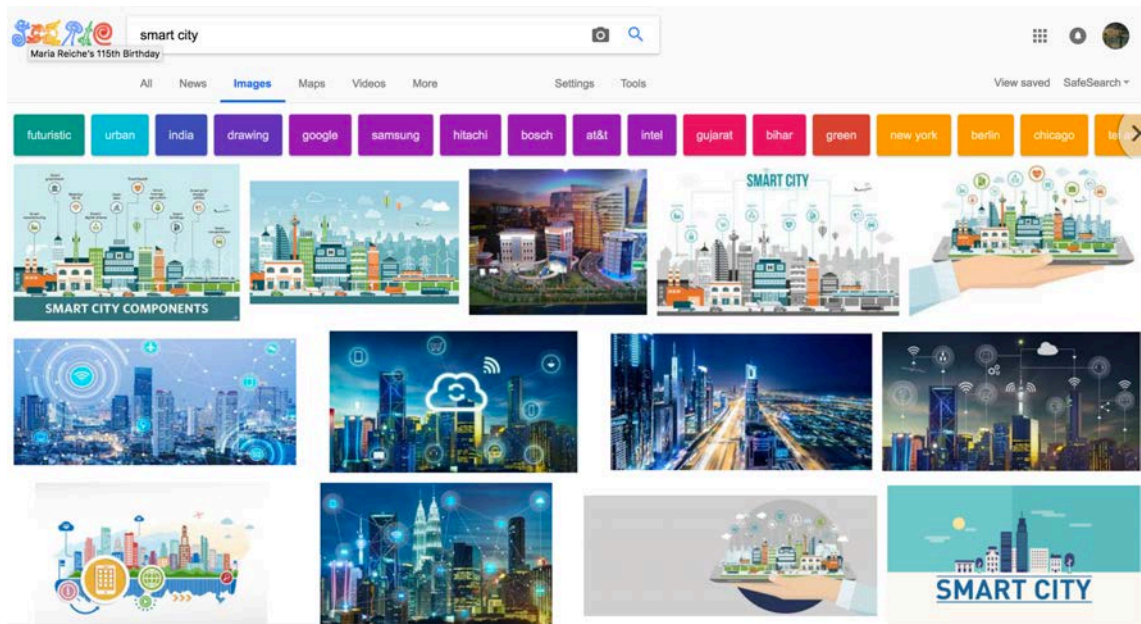 smart city
Maria Reiche's 115th Birthday
All News Images Maps Videos More Settings Tools View saved SafeSearch
futuristic urban india drawing google samsung hitachi bosch at&t intel gujarat bihar green new york berlin chicago
SMART CITY
SMART CITY COMPONENTS
SMART CITY